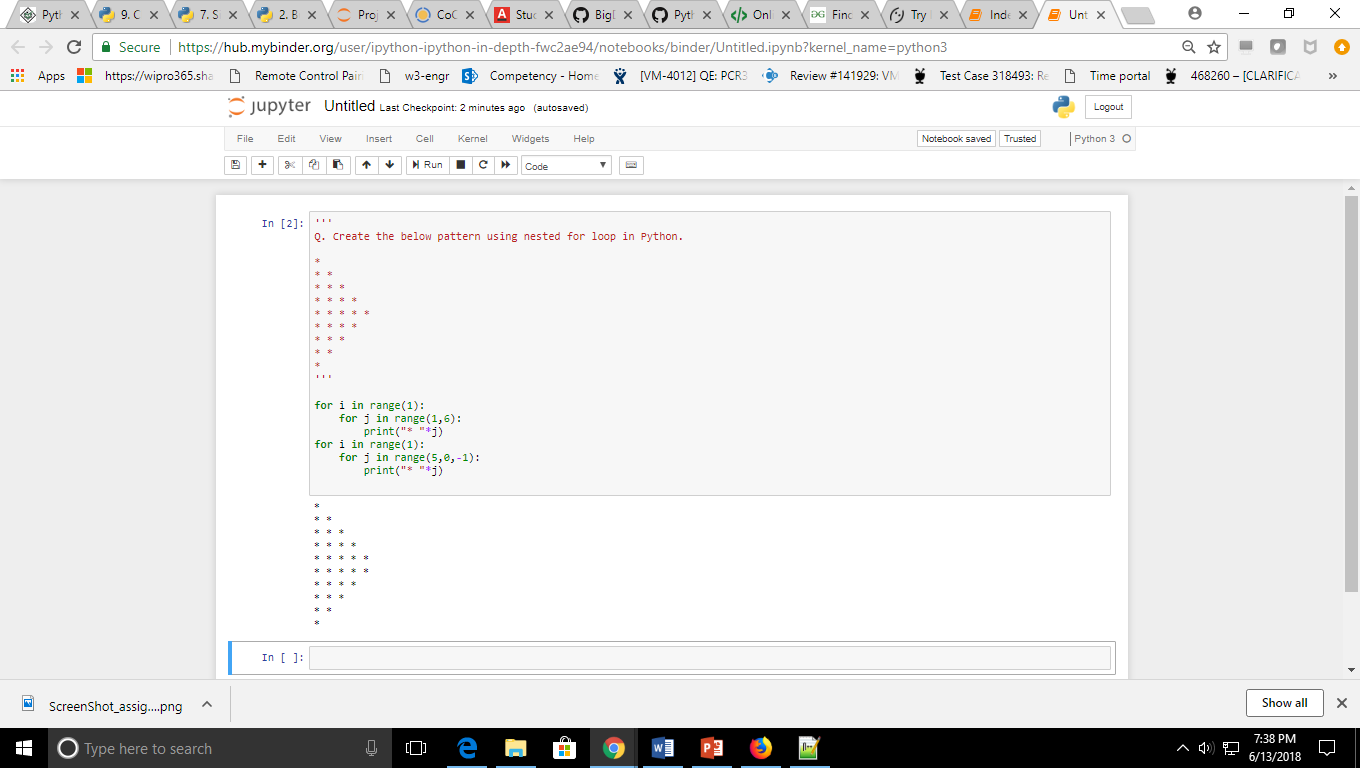 Pyth
9. C
7. S
2. B
Proj
CoC
Stud
Big
Pyth
Onli
Find
Try
Inde
Unt
Secure
https://hub.mybinder.org/user/ipython-ipython-in-depth-fwc2ae94/notebooks/binder/Untitled.ipynb?kernel_name=python3
Apps
https://wipro365.sha
Remote Control Pair
w3-engr
Competency - Home
[VM-4012] QE: PCR3
Review #141929: VM
Test Case 318493: Re
Time portal
468260 – [CLARIFICA
»
jupyter Untitled Last Checkpoint: 2 minutes ago (autosaved)
Logout
File Edit View Insert Cell Kernel Widgets Help
Notebook saved Trusted Python 3
Run Code
In [2]:
'''
Q. Create the below pattern using nested for loop in Python.
*
* *
* * *
* * * *
* * * * *
* * * *
* * *
* *
*
'''
for i in range(1):
    for j in range(1,6):
        print("* "*j)
for i in range(1):
    for j in range(5,0,-1):
        print("* "*j)
*
* *
* * *
* * * *
* * * * *
* * * * *
* * * *
* * *
* *
*
In [ ]:
ScreenShot_assig....png
Show all
Type here to search
7:38 PM
6/13/2018